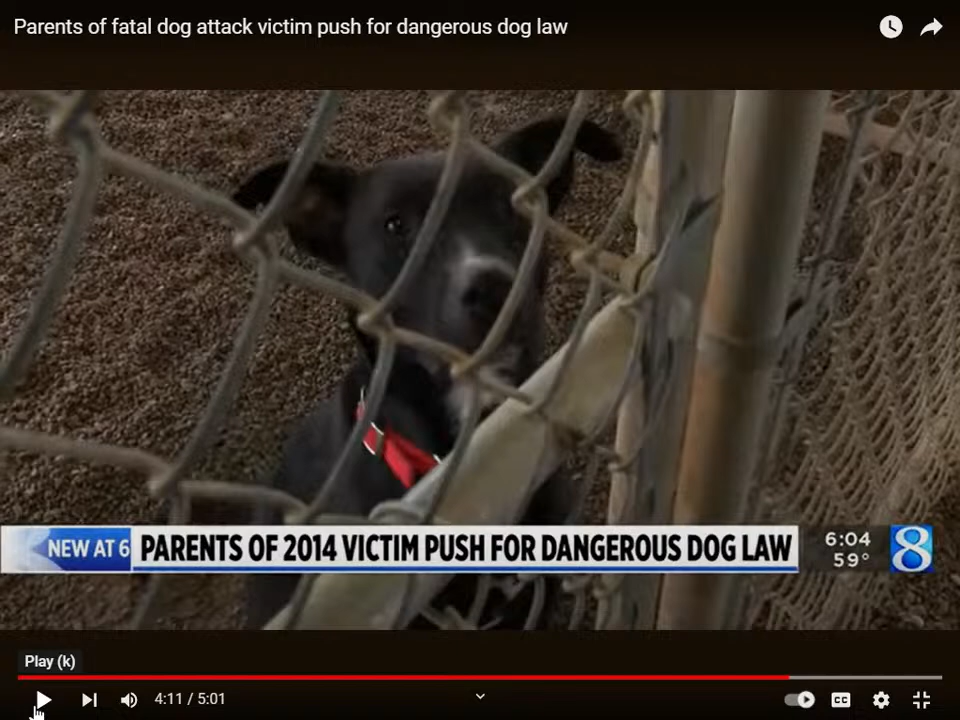 Parents of fatal dog attack victim push for dangerous dog law
NEW AT 6
PARENTS OF 2014 VICTIM PUSH FOR DANGEROUS DOG LAW
6:04
59°
8
Play (k)
4:11 / 5:01
CC